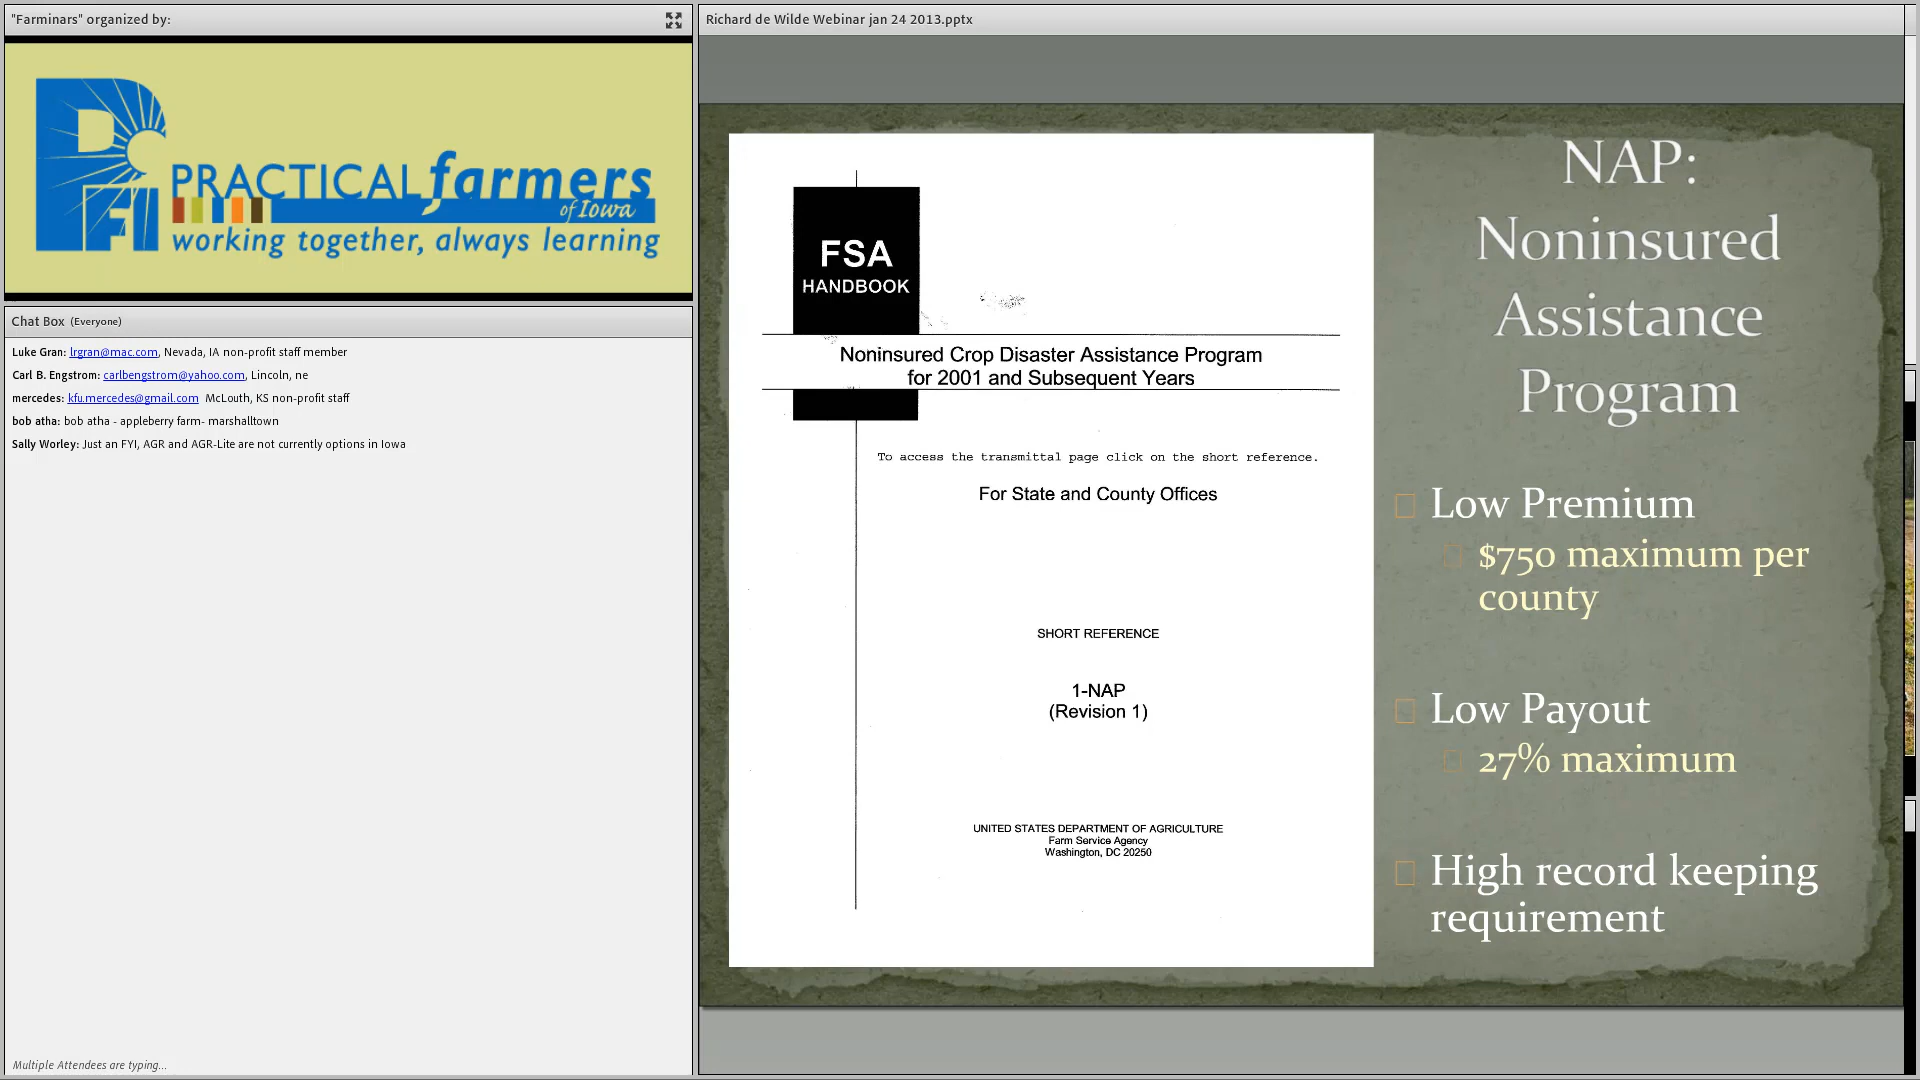 "Farminars" organized by:
PFI
PRACTICAL farmers
of Iowa
working together, always learning
Chat Box (Everyone)
Luke Gran: lrgran@mac.com, Nevada, IA non-profit staff member
Carl B. Engstrom: carlbengstrom@yahoo.com, Lincoln, ne
mercedes: kfu.mercedes@gmail.com McLouth, KS non-profit staff
bob atha: bob atha - appleberry farm- marshalltown
Sally Worley: Just an FYI, AGR and AGR-Lite are not currently options in Iowa
Multiple Attendees are typing...
Richard de Wilde Webinar jan 24 2013.pptx
FSA
HANDBOOK
Noninsured Crop Disaster Assistance Program
for 2001 and Subsequent Years
To access the transmittal page click on the short reference.
For State and County Offices
SHORT REFERENCE
1-NAP
(Revision 1)
UNITED STATES DEPARTMENT OF AGRICULTURE
Farm Service Agency
Washington, DC 20250
NAP:
Noninsured
Assistance
Program
Low Premium
$750 maximum per
county
Low Payout
27% maximum
High record keeping
requirement